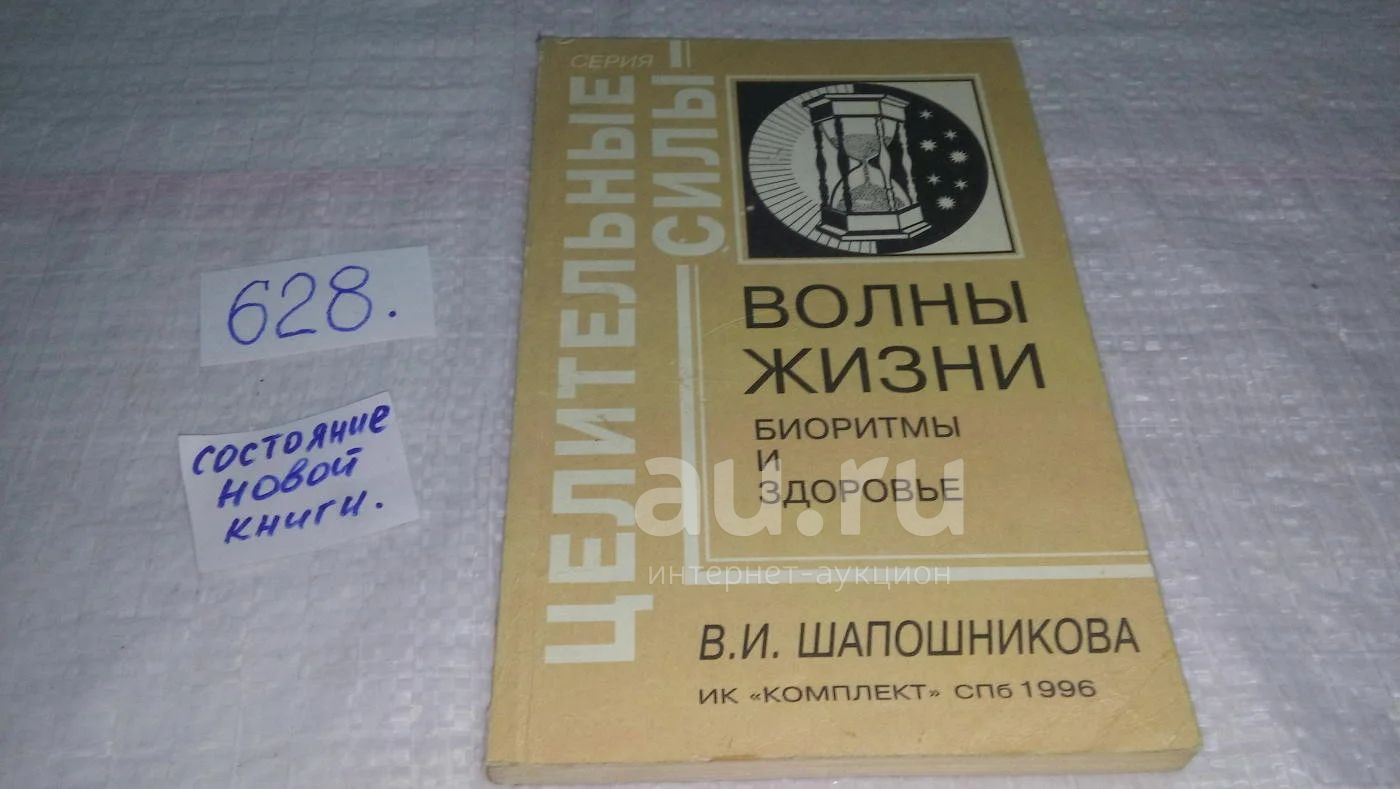 СЕРИЯ
ЦЕЛИТЕЛЬНЫЕ
СИЛЫ
ВОЛНЫ
ЖИЗНИ
БИОРИТМЫ
И
ЗДОРОВЬЕ
В.И. ШАПОШНИКОВА
ИК «КОМПЛЕКТ» СПб 1996
628.
СОСТОЯНИЕ
НОВОЙ
КНИГИ.
au.ru
интернет-аукцион